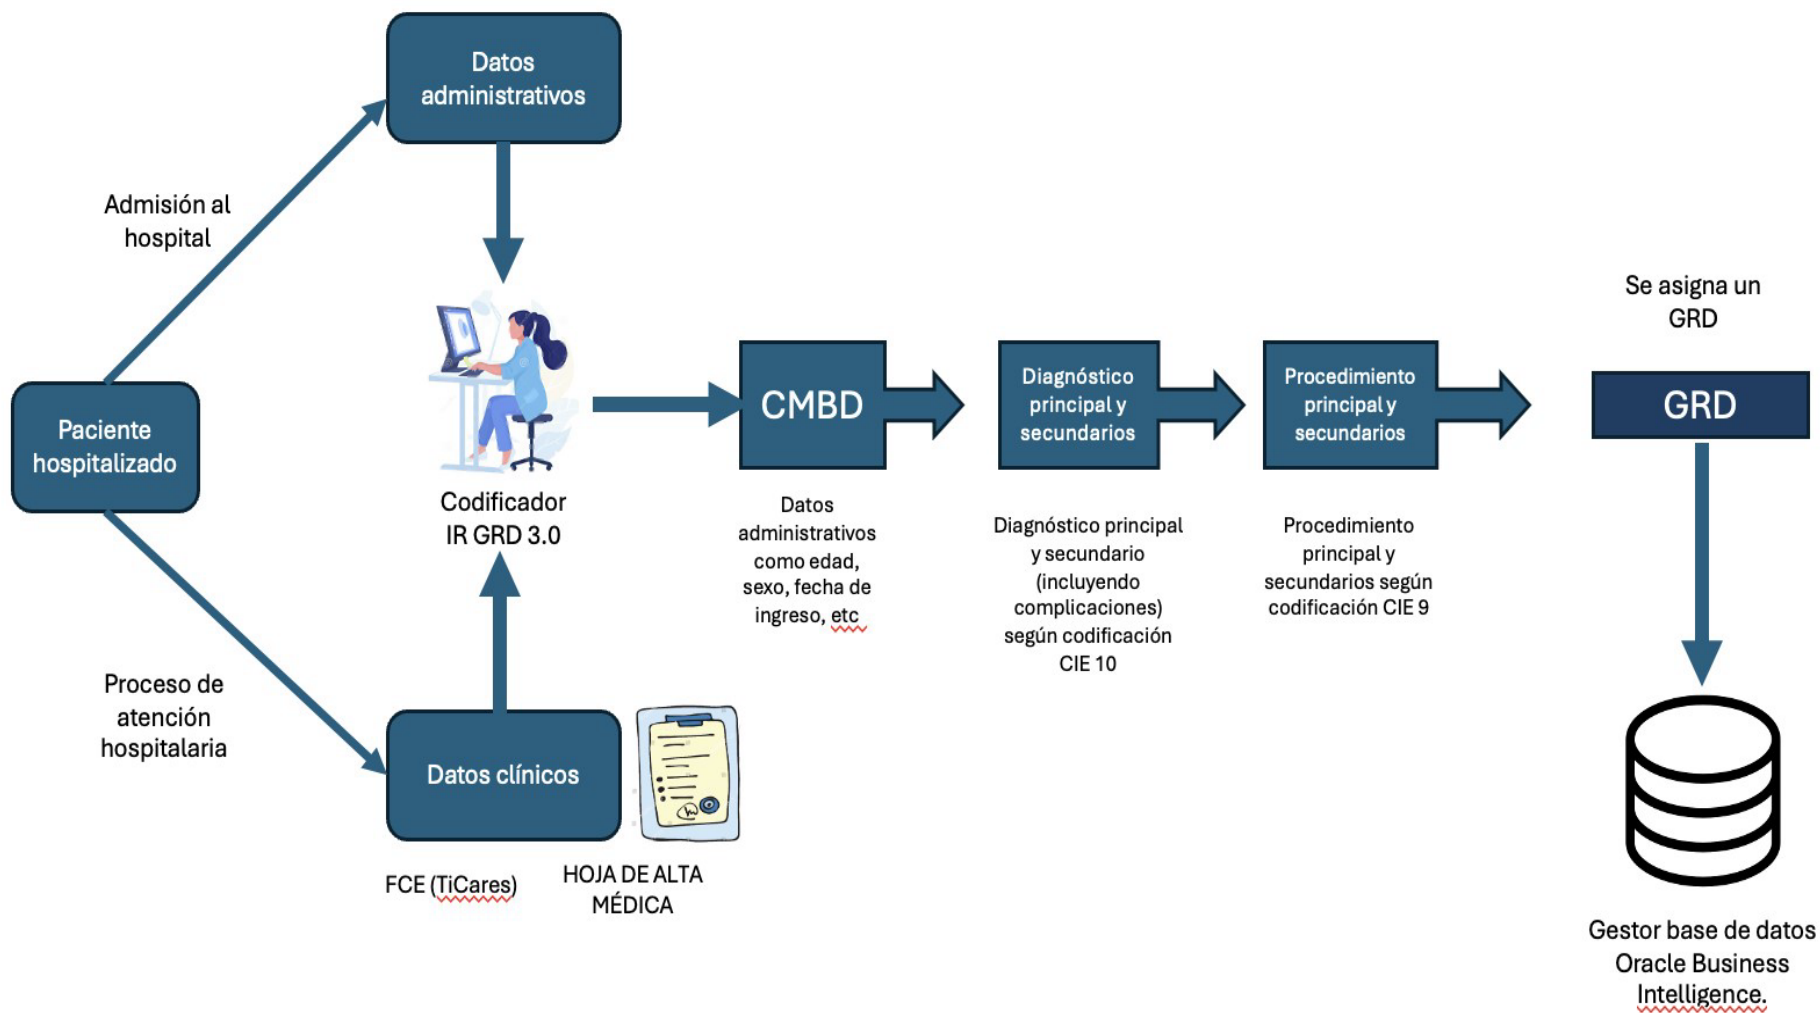 Datos
administrativos
Admisión al
hospital
Paciente
hospitalizado
Codificador
IR GRD 3.0
Proceso de
atención
hospitalaria
Datos clínicos
FCE (TiCares)
HOJA DE ALTA
MÉDICA
CMBD
Datos
administrativos
como edad,
sexo, fecha de
ingreso, etc
Diagnóstico
principal y
secundarios
Diagnóstico principal
y secundario
(incluyendo
complicaciones)
según codificación
CIE 10
Procedimiento
principal y
secundarios
Procedimiento
principal y
secundarios según
codificación CIE 9
Se asigna un
GRD
GRD
Gestor base de datos
Oracle Business
Intelligence.